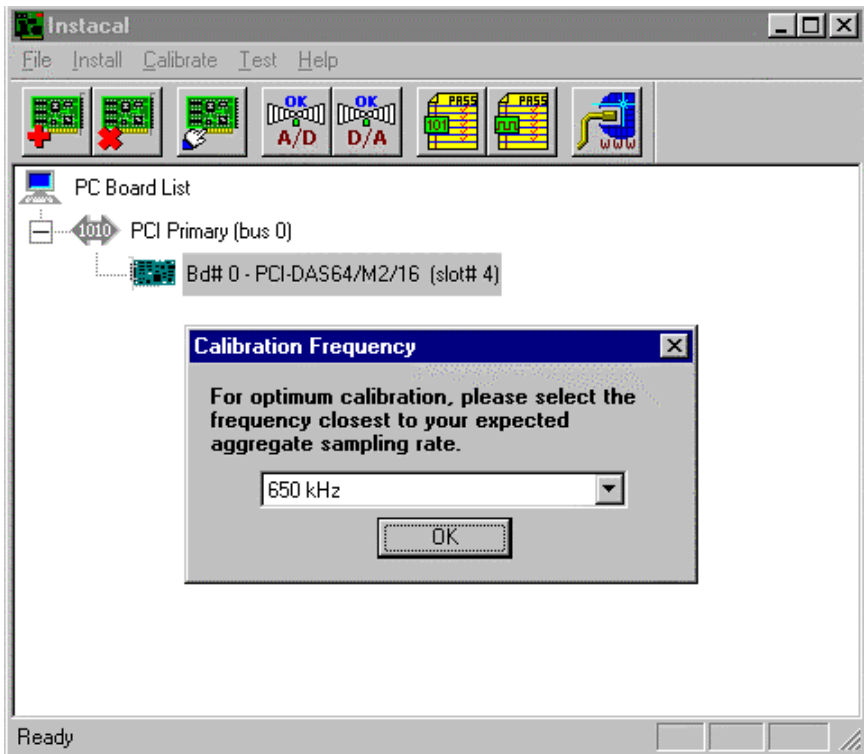 Instacal
File Install Calibrate Test Help
OK A/D
OK D/A
PASS 101
PASS
www
PC Board List
1010 PCI Primary (bus 0)
Bd# 0 - PCI-DAS64/M2/16 (slot# 4)
Calibration Frequency
For optimum calibration, please select the
frequency closest to your expected
aggregate sampling rate.
650 kHz
OK
Ready